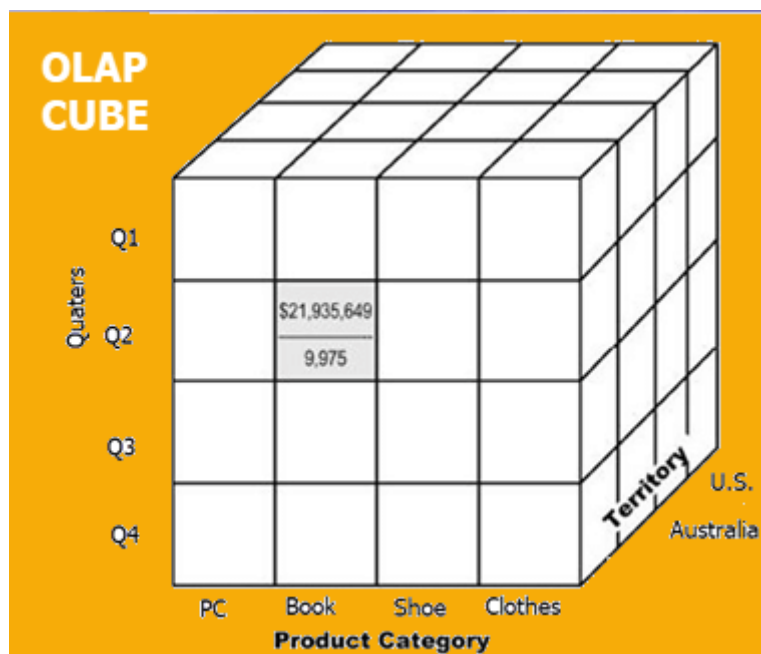 OLAP
CUBE
Q1
Quaters
$21,935,649
Q2
9,975
Q3
Territory
U.S.
Q4
Australia
PC Book Shoe Clothes
Product Category